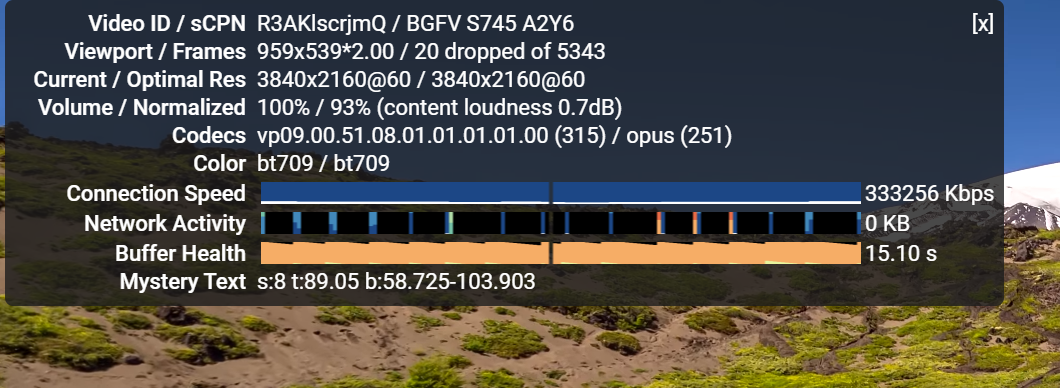 Video ID / sCPN R3AKlscrjmQ / BGFV S745 A2Y6 [x]
Viewport / Frames 959x539*2.00 / 20 dropped of 5343
Current / Optimal Res 3840x2160@60 / 3840x2160@60
Volume / Normalized 100% / 93% (content loudness 0.7dB)
Codecs vp09.00.51.08.01.01.01.01.00 (315) / opus (251)
Color bt709 / bt709
Connection Speed 333256 Kbps
Network Activity 0 KB
Buffer Health 15.10 s
Mystery Text s:8 t:89.05 b:58.725-103.903